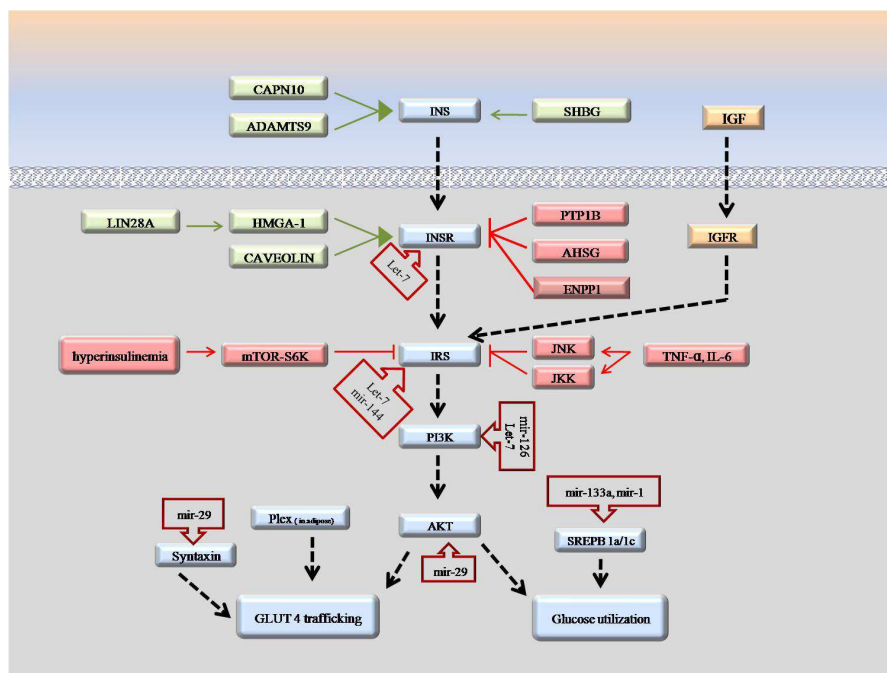 CAPN10
INS
SHBG
ADAMTS9
IGF
LIN28A
HMGA-1
CAVEOLIN
INSR
Let-7
PTP1B
AHSG
ENPP1
IGFR
hyperinsulinemia
mTOR-S6K
IRS
JNK
JKK
TNF-α, IL-6
Let-7
mir-144
PI3K
mir-126
Let-7
mir-29
Syntaxin
Plex (in adipose)
AKT
mir-29
mir-133a, mir-1
SREPB 1a/1c
GLUT 4 trafficking
Glucose utilization